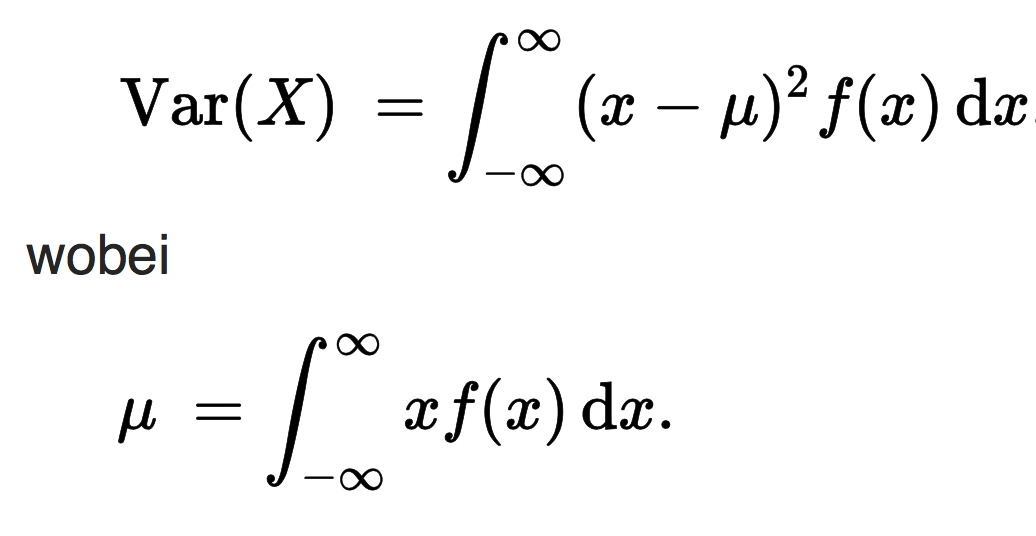 Var(X) = ∫_{-∞}^{∞} (x − μ)² f(x) dx.
wobei
μ = ∫_{-∞}^{∞} x f(x) dx.